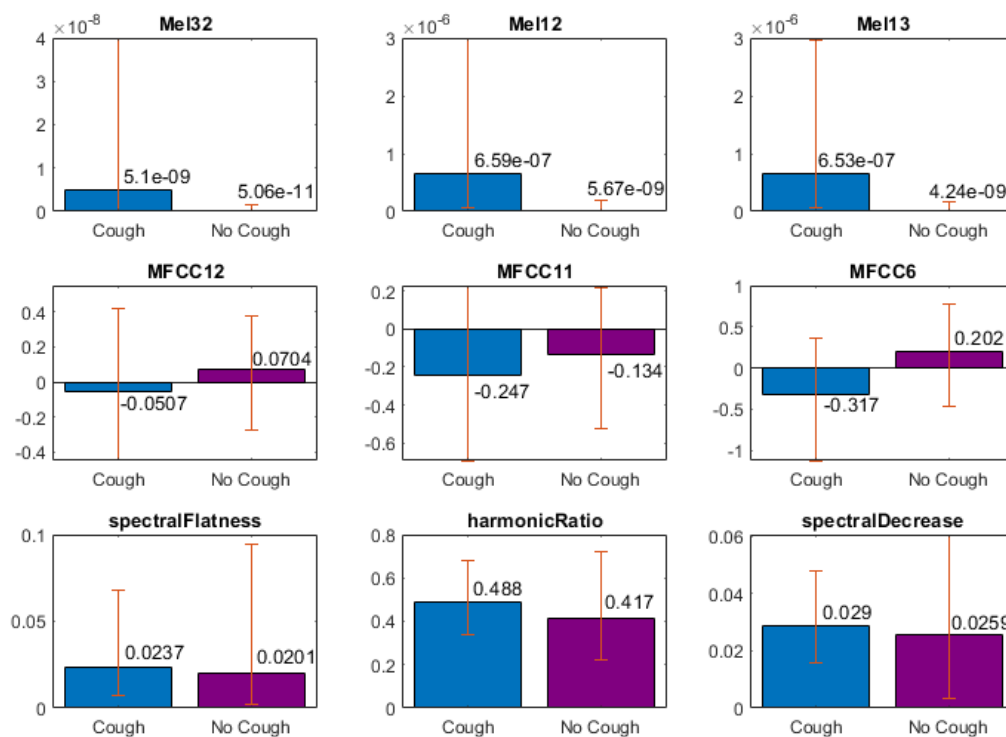 Mel32
×10^-8
4
3
2
1
0
5.1e-09
5.06e-11
Cough No Cough
Mel12
×10^-6
3
2
1
0
6.59e-07
5.67e-09
Cough No Cough
Mel13
×10^-6
3
2
1
0
6.53e-07
4.24e-09
Cough No Cough
MFCC12
0.4
0.2
0
-0.2
-0.4
-0.0507
0.0704
Cough No Cough
MFCC11
0.2
0
-0.2
-0.4
-0.6
-0.247
-0.134
Cough No Cough
MFCC6
1
0.5
0
-0.5
-1
-0.317
0.202
Cough No Cough
spectralFlatness
0.1
0.05
0
0.0237
0.0201
Cough No Cough
harmonicRatio
0.8
0.6
0.4
0.2
0
0.488
0.417
Cough No Cough
spectralDecrease
0.06
0.04
0.02
0
0.029
0.0259
Cough No Cough